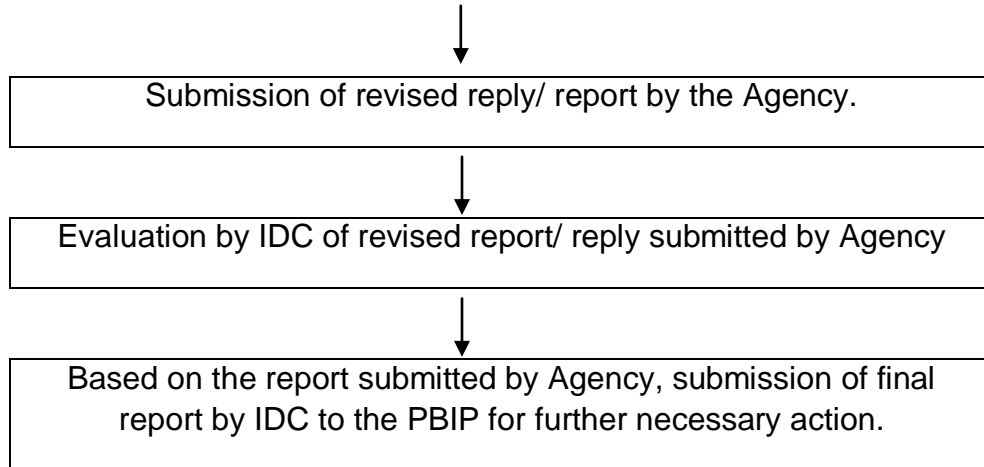 Submission of revised reply/ report by the Agency.
Evaluation by IDC of revised report/ reply submitted by Agency
Based on the report submitted by Agency, submission of final
report by IDC to the PBIP for further necessary action.